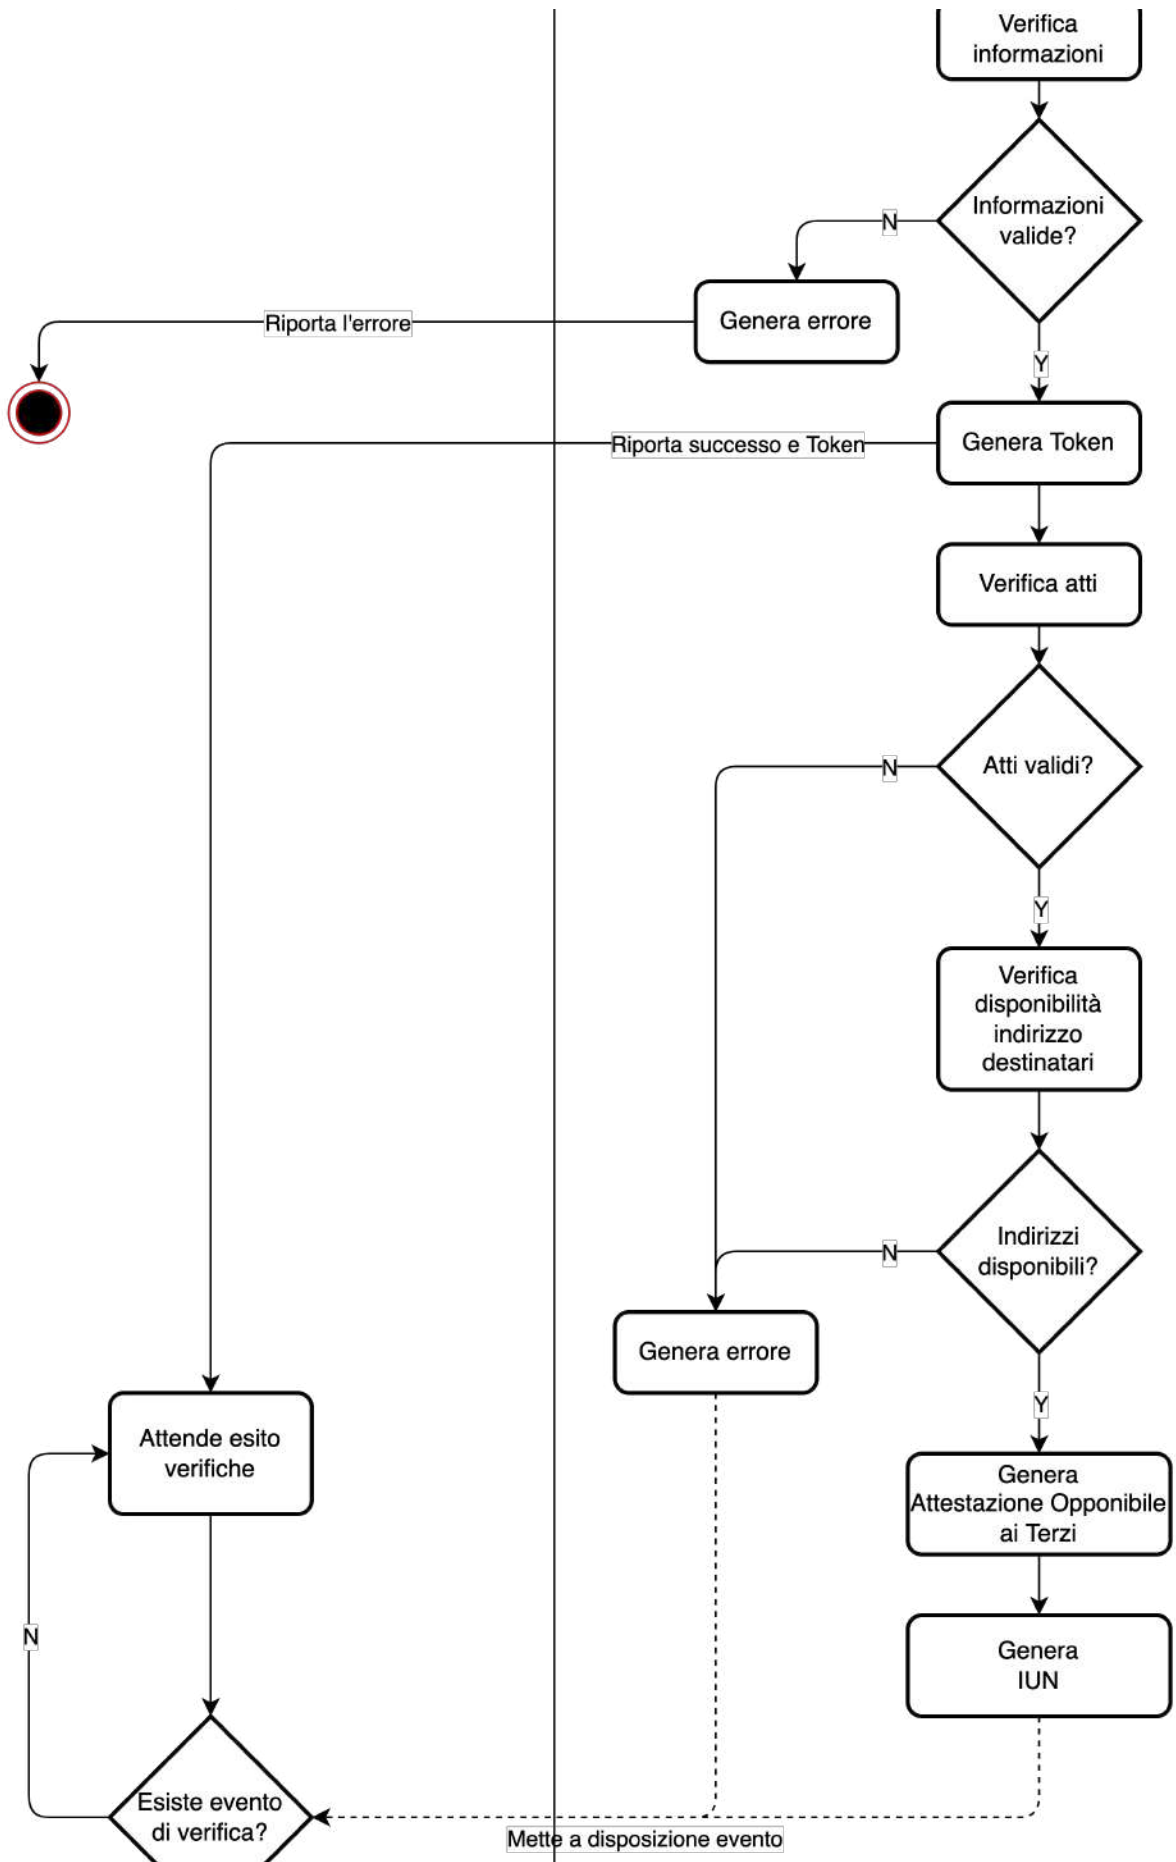 Verifica
informazioni
Informazioni
valide?
N
Genera errore
Riporta l'errore
Y
Genera Token
Riporta successo e Token
Verifica atti
Atti validi?
N
Y
Verifica
disponibilità
indirizzo
destinatari
Indirizzi
disponibili?
N
Genera errore
Y
Attende esito
verifiche
Genera
Attestazione Opponibile
ai Terzi
N
Genera
IUN
Esiste evento
di verifica?
Mette a disposizione evento